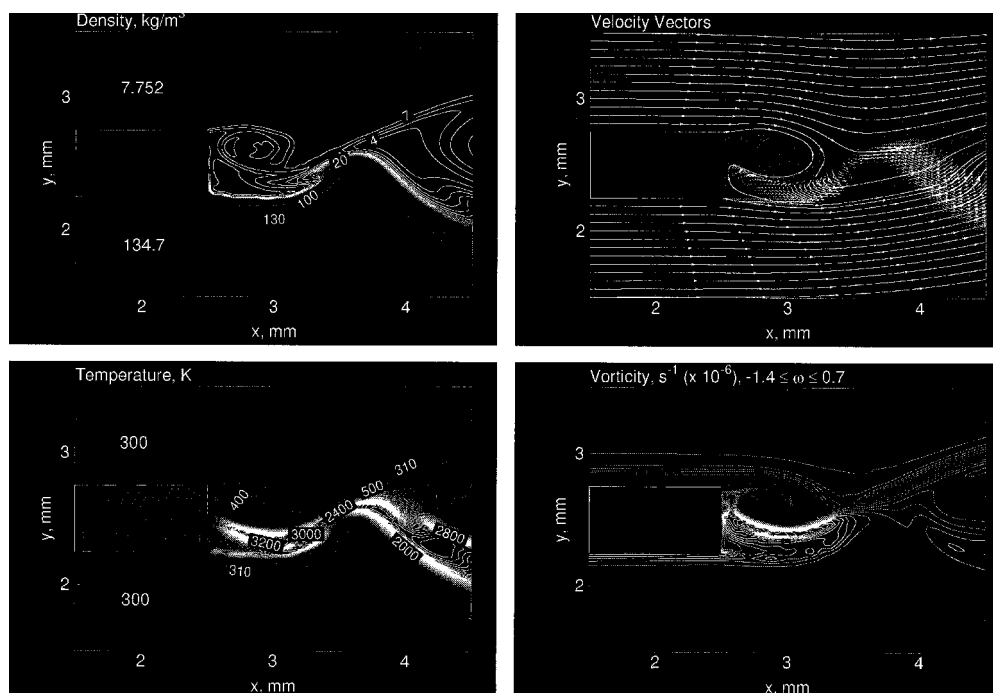 Density, kg/m³
7.752
3
y, mm
2
7
4
20
100
130
134.7
2 3 4
x, mm
Velocity Vectors
3
y, mm
2
2 3 4
x, mm
Temperature, K
300
3
y, mm
2
310
400
500
2400
3000
3200
2800
2000
310
300
2 3 4
x, mm
Vorticity, s⁻¹ (x 10⁻⁶), -1.4 ≤ ω ≤ 0.7
3
y, mm
2
2 3 4
x, mm